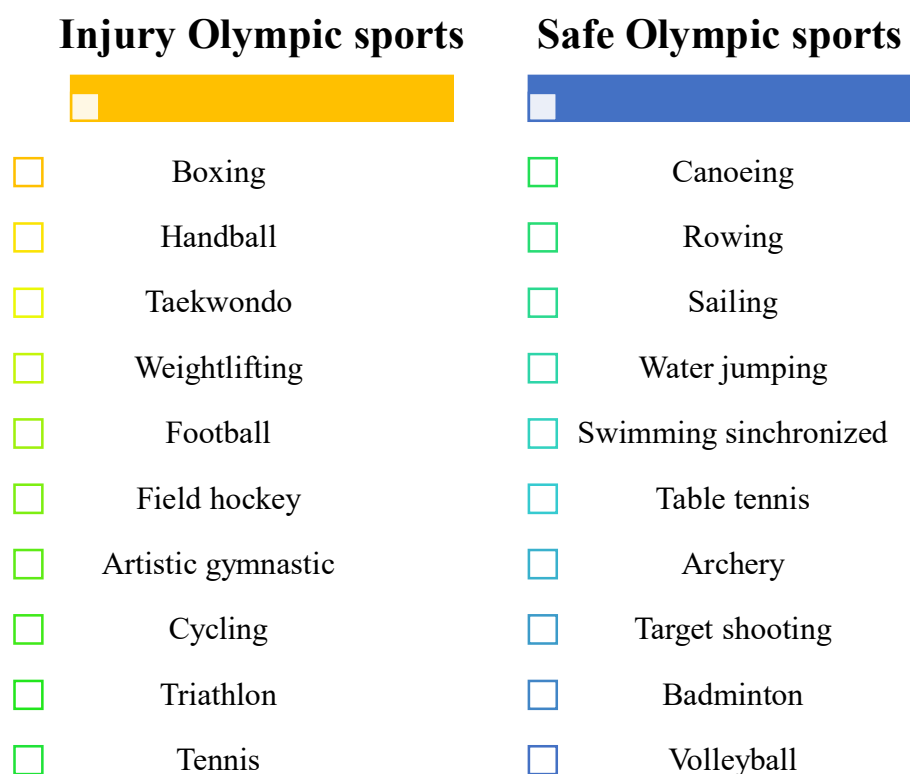 Injury Olympic sports
Boxing
Handball
Taekwondo
Weightlifting
Football
Field hockey
Artistic gymnastic
Cycling
Triathlon
Tennis
Safe Olympic sports
Canoeing
Rowing
Sailing
Water jumping
Swimming sinchronized
Table tennis
Archery
Target shooting
Badminton
Volleyball